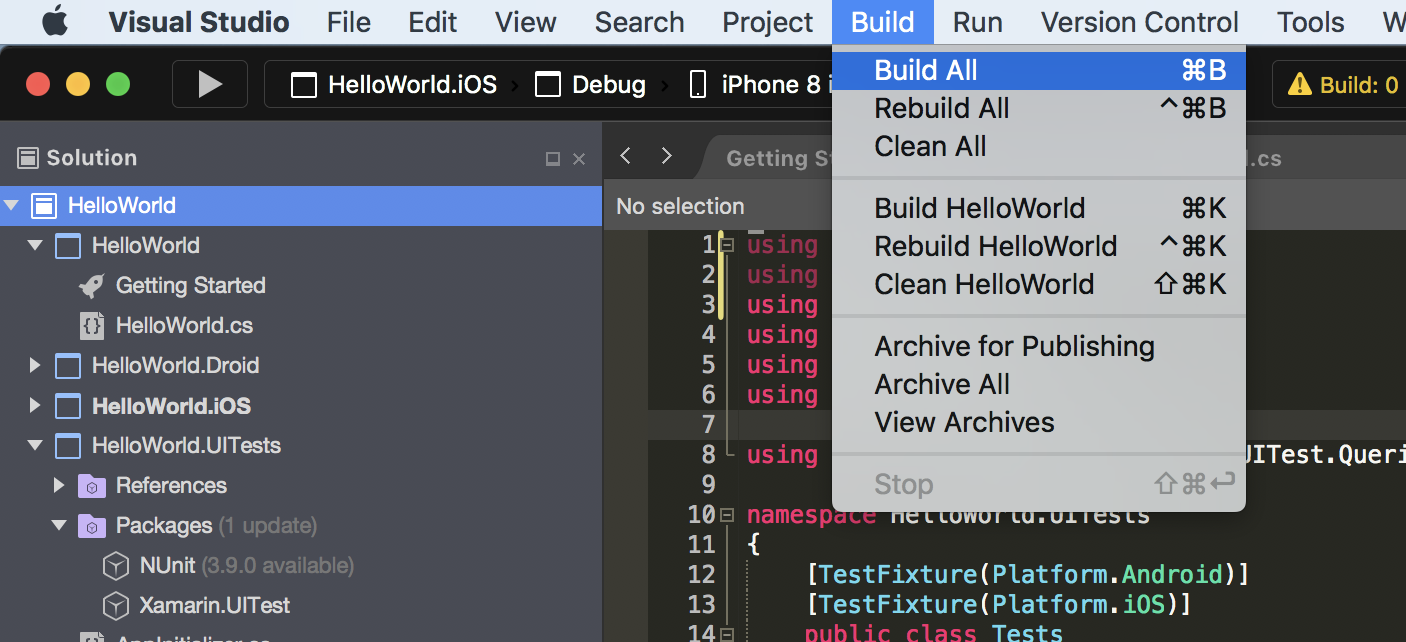 Visual Studio File Edit View Search Project Build Run Version Control Tools
HelloWorld.iOS › Debug › iPhone 8
Build: 0
Build All ⌘B
Rebuild All ^⌘B
Clean All
Build HelloWorld ⌘K
Rebuild HelloWorld ^⌘K
Clean HelloWorld ⇧⌘K
Archive for Publishing
Archive All
View Archives
Stop ⇧⌘↩
Solution
HelloWorld
HelloWorld
Getting Started
{} HelloWorld.cs
HelloWorld.Droid
HelloWorld.iOS
HelloWorld.UITests
References
Packages (1 update)
NUnit (3.9.0 available)
Xamarin.UITest
Getting .cs
No selection
1 using
2 using
3 using
4 using
5 using
6 using
7
8 using UITest.Queri
9
10 namespace HelloWorld.UITests
11 {
12 [TestFixture(Platform.Android)]
13 [TestFixture(Platform.iOS)]
14 public class Tests